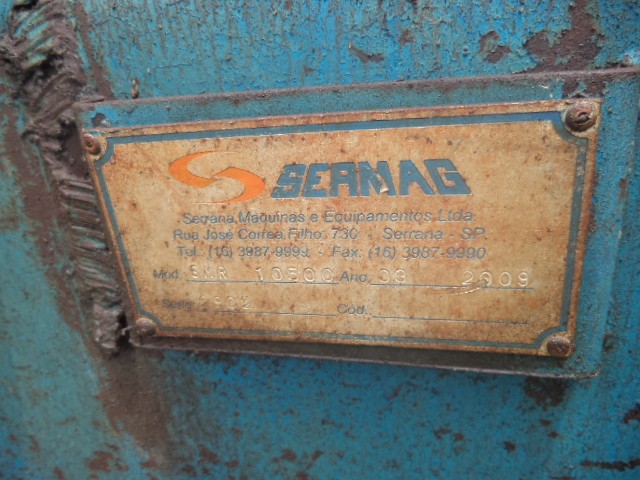 SERMAG
Serrana Maquinas e Equipamentos Ltda
Rua José Correa Filho, 730 - Serrana - SP.
Tel.: (16) 3987-9999 - Fax: (16) 3987-9990
Mod. SMR 10500 Ano. 03 2009
Serie Cod.